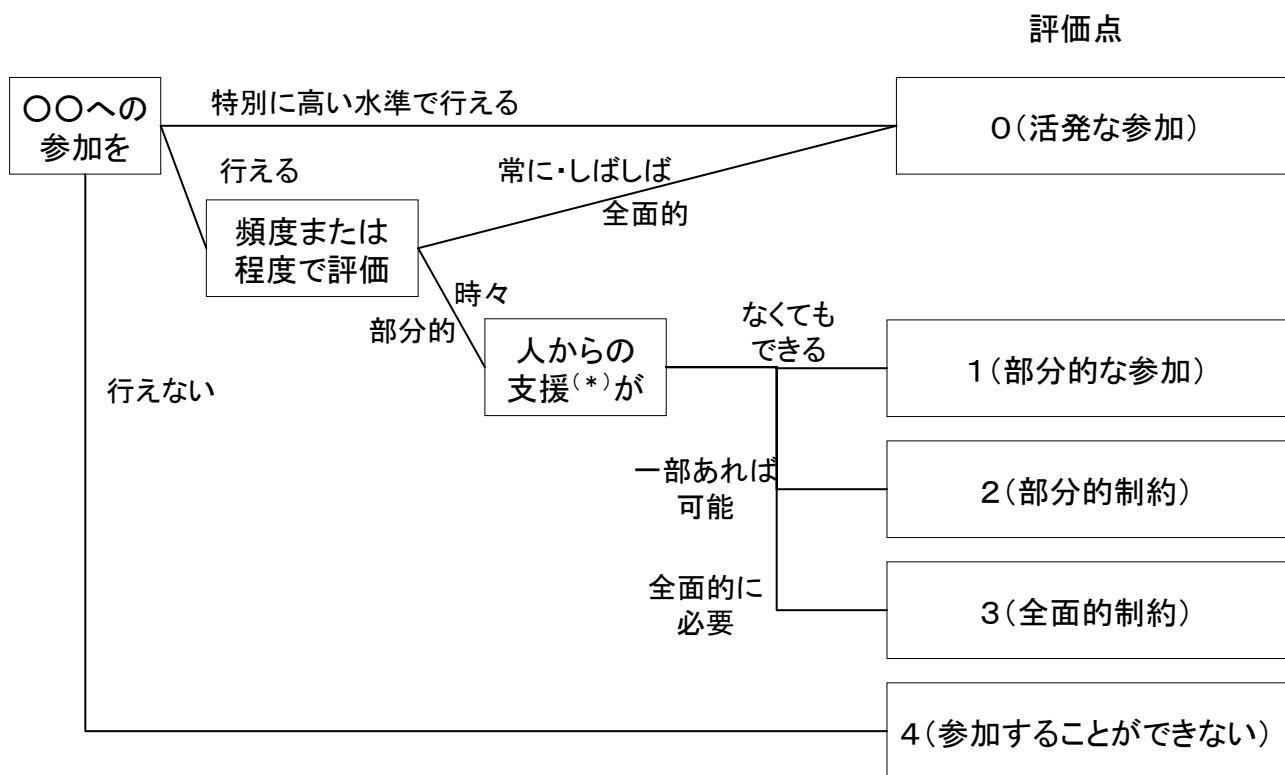 評価点
〇〇への
参加を
特別に高い水準で行える
0(活発な参加)
行える
常に・しばしば
全面的
頻度または
程度で評価
時々
部分的
人からの
支援(*)が
なくても
できる
1(部分的な参加)
行えない
一部あれば
可能
2(部分的制約)
全面的に
必要
3(全面的制約)
4(参加することができない)